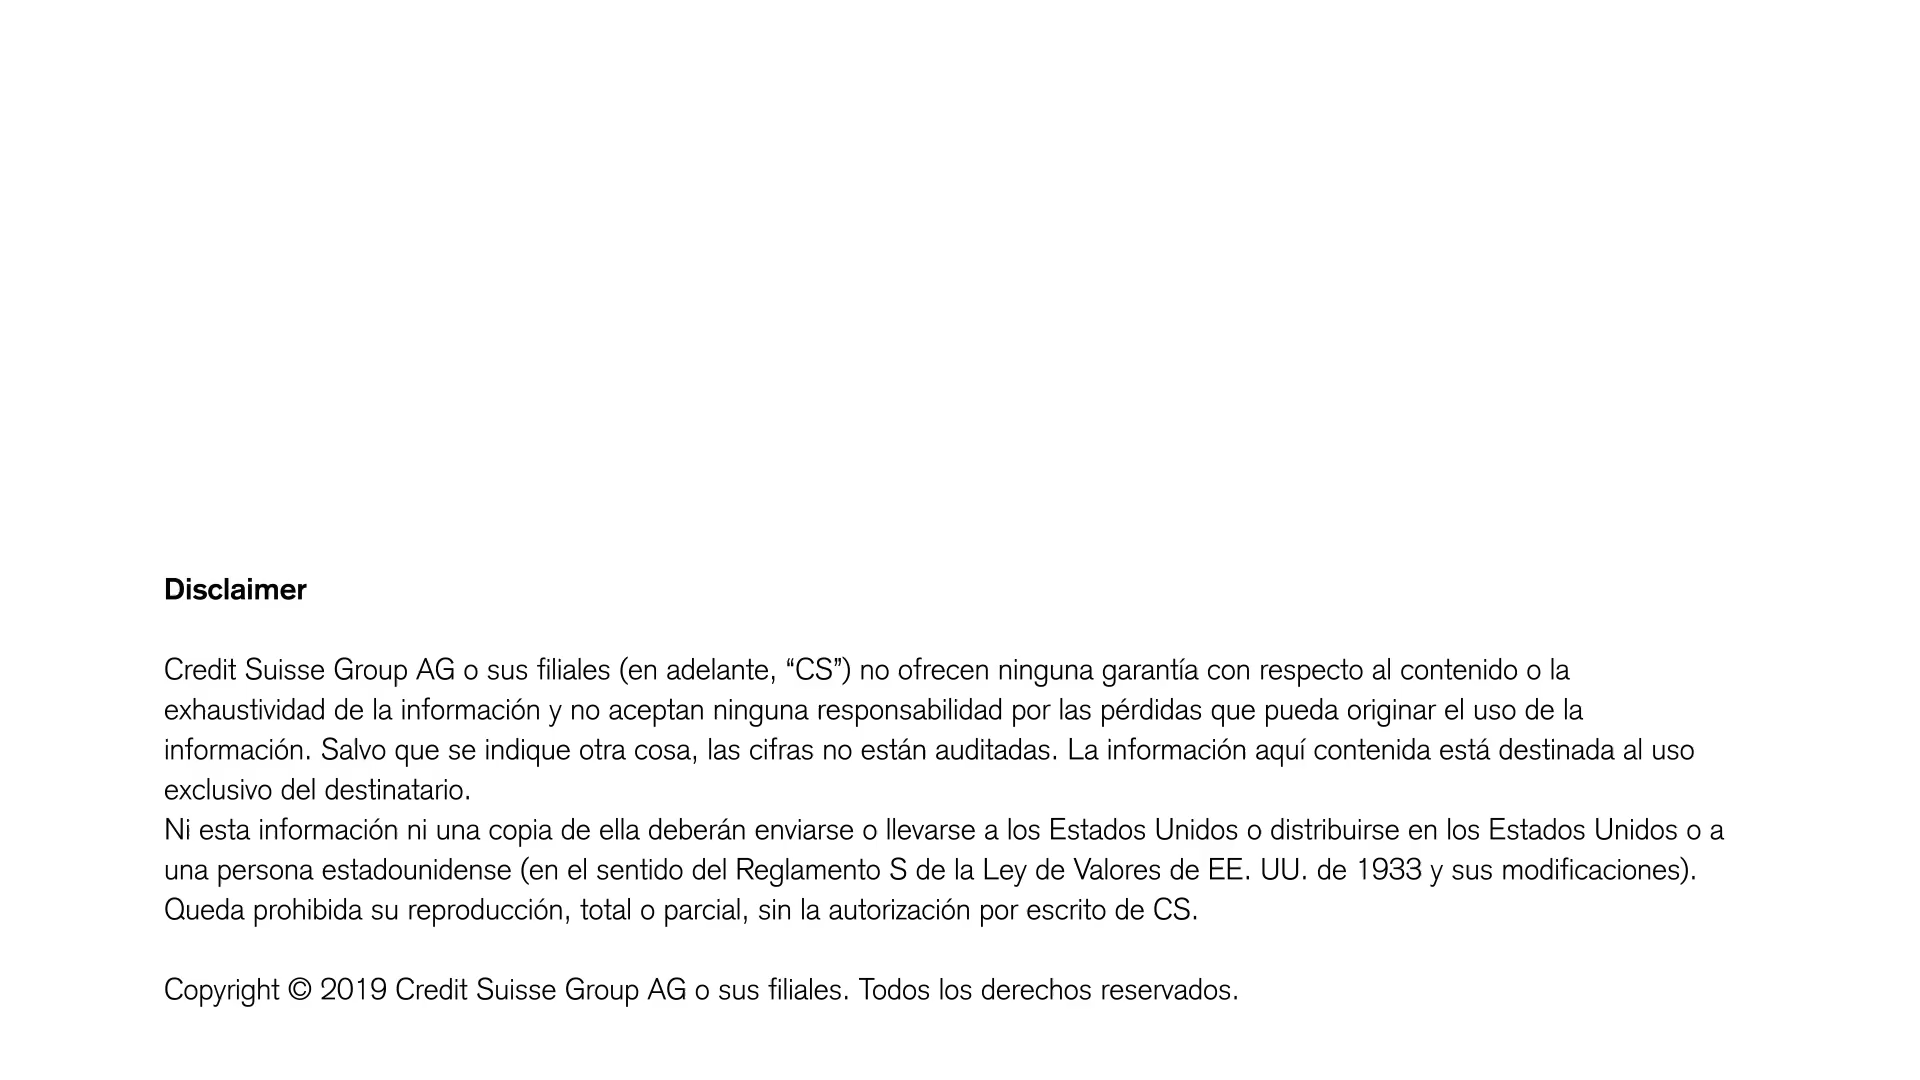 Disclaimer
Credit Suisse Group AG o sus filiales (en adelante, “CS”) no ofrecen ninguna garantía con respecto al contenido o la
exhaustividad de la información y no aceptan ninguna responsabilidad por las pérdidas que pueda originar el uso de la
información. Salvo que se indique otra cosa, las cifras no están auditadas. La información aquí contenida está destinada al uso
exclusivo del destinatario.
Ni esta información ni una copia de ella deberán enviarse o llevarse a los Estados Unidos o distribuirse en los Estados Unidos o a
una persona estadounidense (en el sentido del Reglamento S de la Ley de Valores de EE. UU. de 1933 y sus modificaciones).
Queda prohibida su reproducción, total o parcial, sin la autorización por escrito de CS.
Copyright © 2019 Credit Suisse Group AG o sus filiales. Todos los derechos reservados.